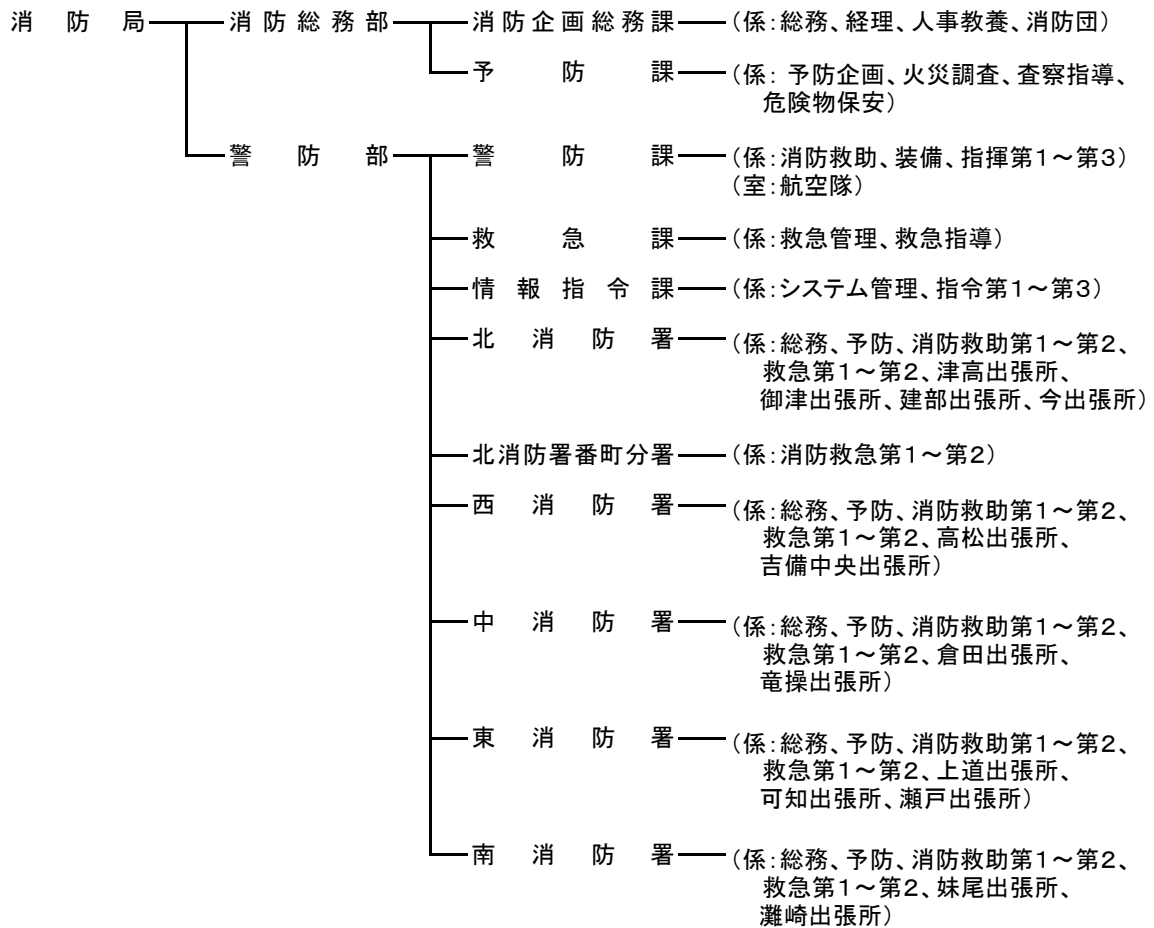 消防局 消防総務部 消防企画総務課 (係:総務、経理、人事教養、消防団)
予防課 (係: 予防企画、火災調査、査察指導、
危険物保安)
警防部 警防課 (係:消防救助、装備、指揮第1~第3)
(室:航空隊)
救急課 (係:救急管理、救急指導)
情報指令課 (係:システム管理、指令第1~第3)
北消防署 (係:総務、予防、消防救助第1~第2、
救急第1~第2、津高出張所、
御津出張所、建部出張所、今出張所)
北消防署番町分署 (係:消防救急第1~第2)
西消防署 (係:総務、予防、消防救助第1~第2、
救急第1~第2、高松出張所、
吉備中央出張所)
中消防署 (係:総務、予防、消防救助第1~第2、
救急第1~第2、倉田出張所、
竜操出張所)
東消防署 (係:総務、予防、消防救助第1~第2、
救急第1~第2、上道出張所、
可知出張所、瀬戸出張所)
南消防署 (係:総務、予防、消防救助第1~第2、
救急第1~第2、妹尾出張所、
灘崎出張所)